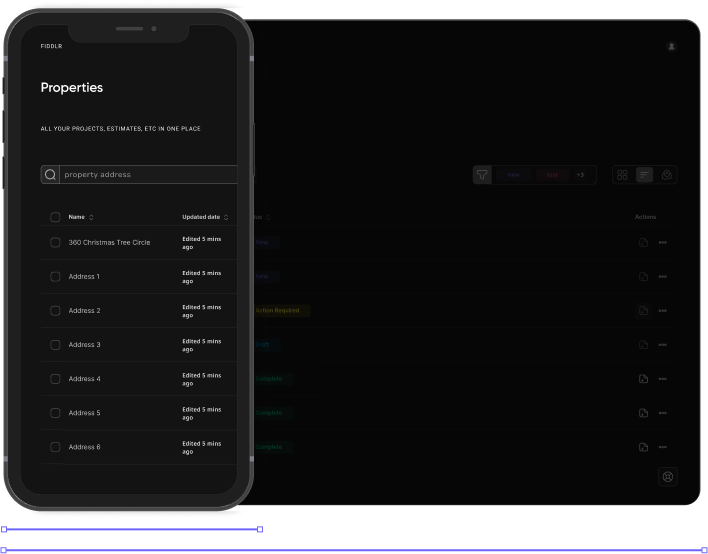 FIDDLR
Properties
ALL YOUR PROJECTS, ESTIMATES, ETC IN ONE PLACE
property address
New
+3
Name
Updated date
Actions
360 Christmas Tree Circle
Edited 5 mins
ago
New
Address 1
Edited 5 mins
ago
New
Address 2
Edited 5 mins
ago
Action Required
Address 3
Edited 5 mins
ago
Draft
Address 4
Edited 5 mins
ago
Complete
Address 5
Edited 5 mins
ago
Complete
Address 6
Edited 5 mins
ago
Complete